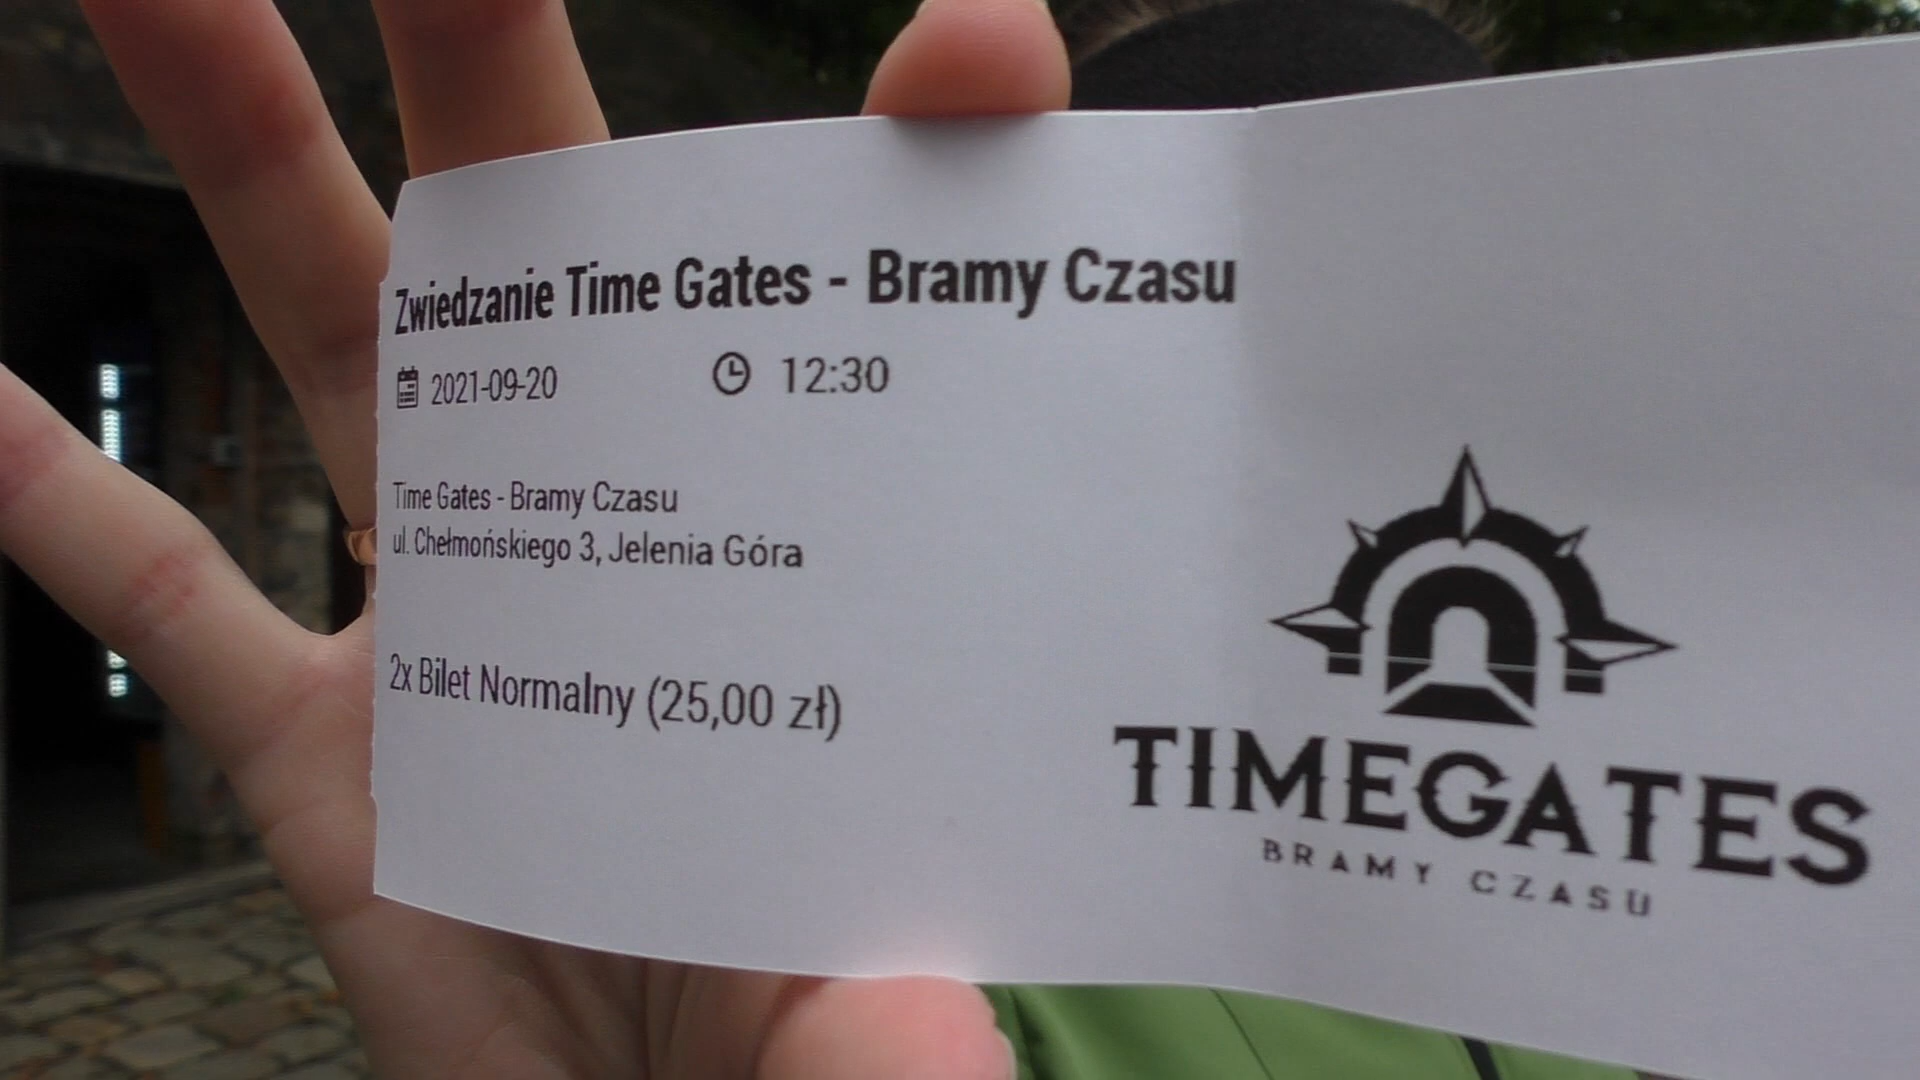 Zwiedzanie Time Gates - Bramy Czasu
2021-09-20 12:30
Time Gates - Bramy Czasu
ul. Chełmońskiego 3, Jelenia Góra
2x Bilet Normalny (25,00 zł)
TIMEGATES
BRAMY CZASU